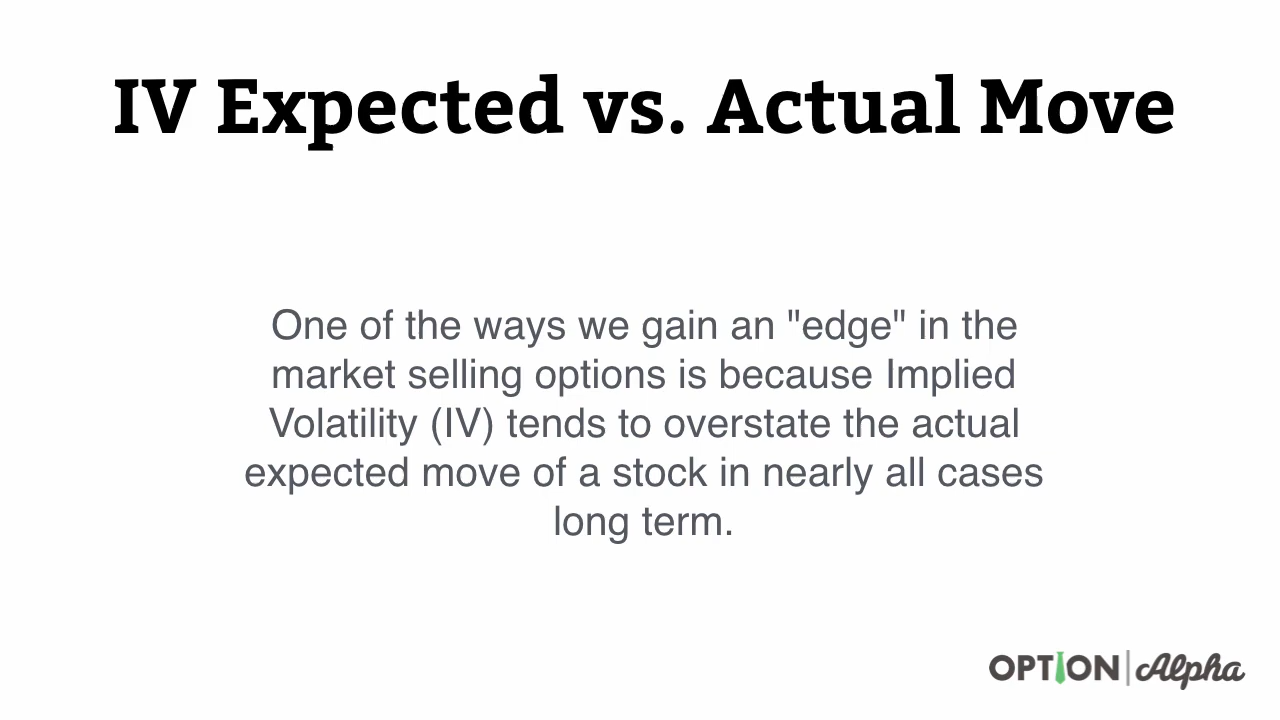 IV Expected vs. Actual Move
One of the ways we gain an "edge" in the
market selling options is because Implied
Volatility (IV) tends to overstate the actual
expected move of a stock in nearly all cases
long term.
OPTION | Alpha